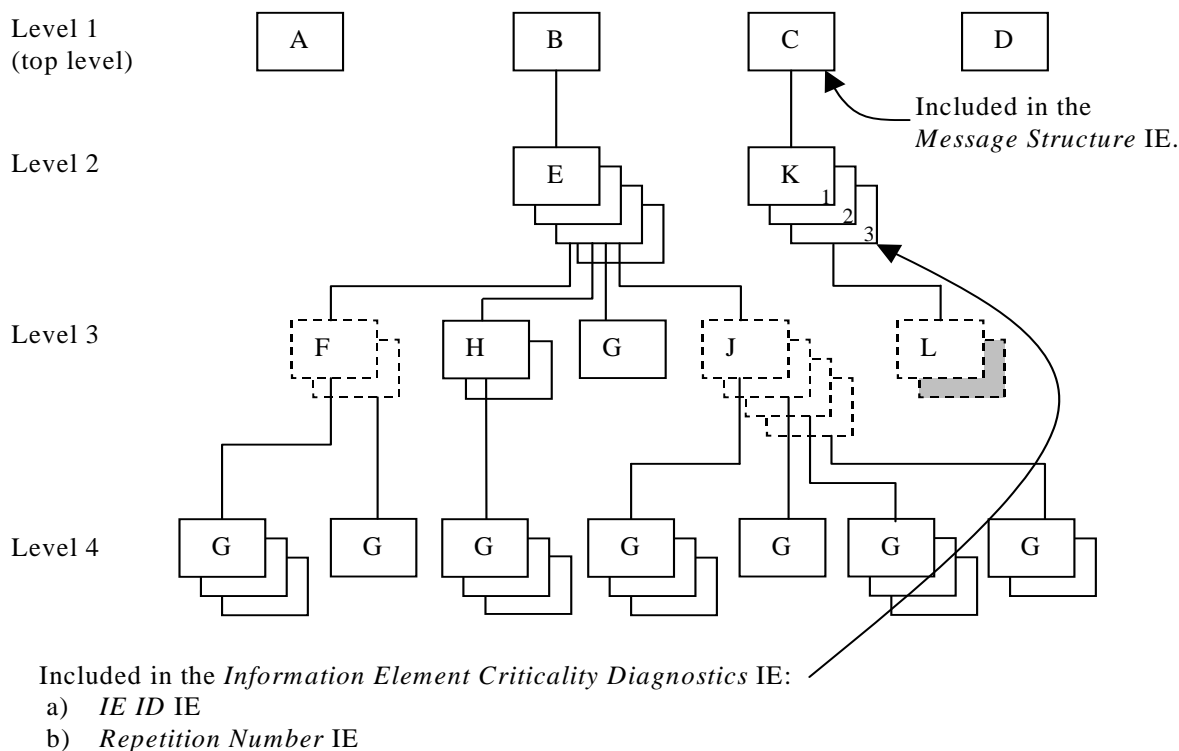 Level 1
(top level)
A
B
C
D
Included in the
Message Structure IE.
Level 2
E
K
1
2
3
Level 3
F
H
G
J
L
Level 4
G
G
G
G
G
G
G
Included in the Information Element Criticality Diagnostics IE:
a) IE ID IE
b) Repetition Number IE